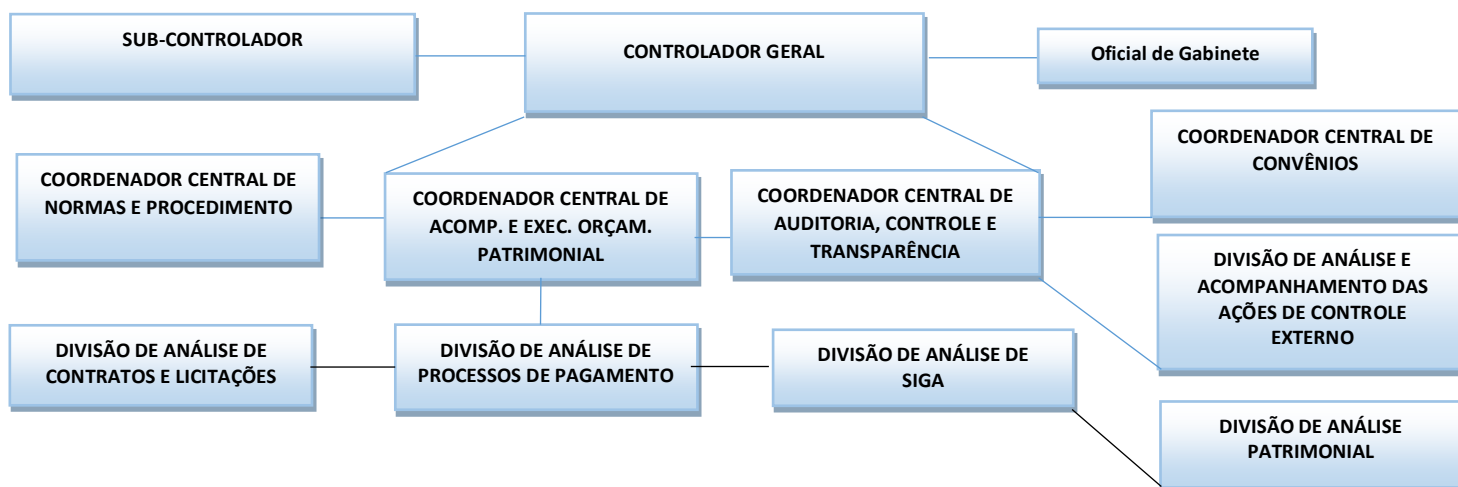 SUB-CONTROLADOR
CONTROLADOR GERAL
Oficial de Gabinete
COORDENADOR CENTRAL DE
NORMAS E PROCEDIMENTO
COORDENADOR CENTRAL DE
ACOMP. E EXEC. ORÇAM.
PATRIMONIAL
COORDENADOR CENTRAL DE
AUDITORIA, CONTROLE E
TRANSPARÊNCIA
COORDENADOR CENTRAL DE
CONVÊNIOS
DIVISÃO DE ANÁLISE E
ACOMPANHAMENTO DAS
AÇÕES DE CONTROLE
EXTERNO
DIVISÃO DE ANÁLISE DE
CONTRATOS E LICITAÇÕES
DIVISÃO DE ANÁLISE DE
PROCESSOS DE PAGAMENTO
DIVISÃO DE ANÁLISE DE
SIGA
DIVISÃO DE ANÁLISE
PATRIMONIAL